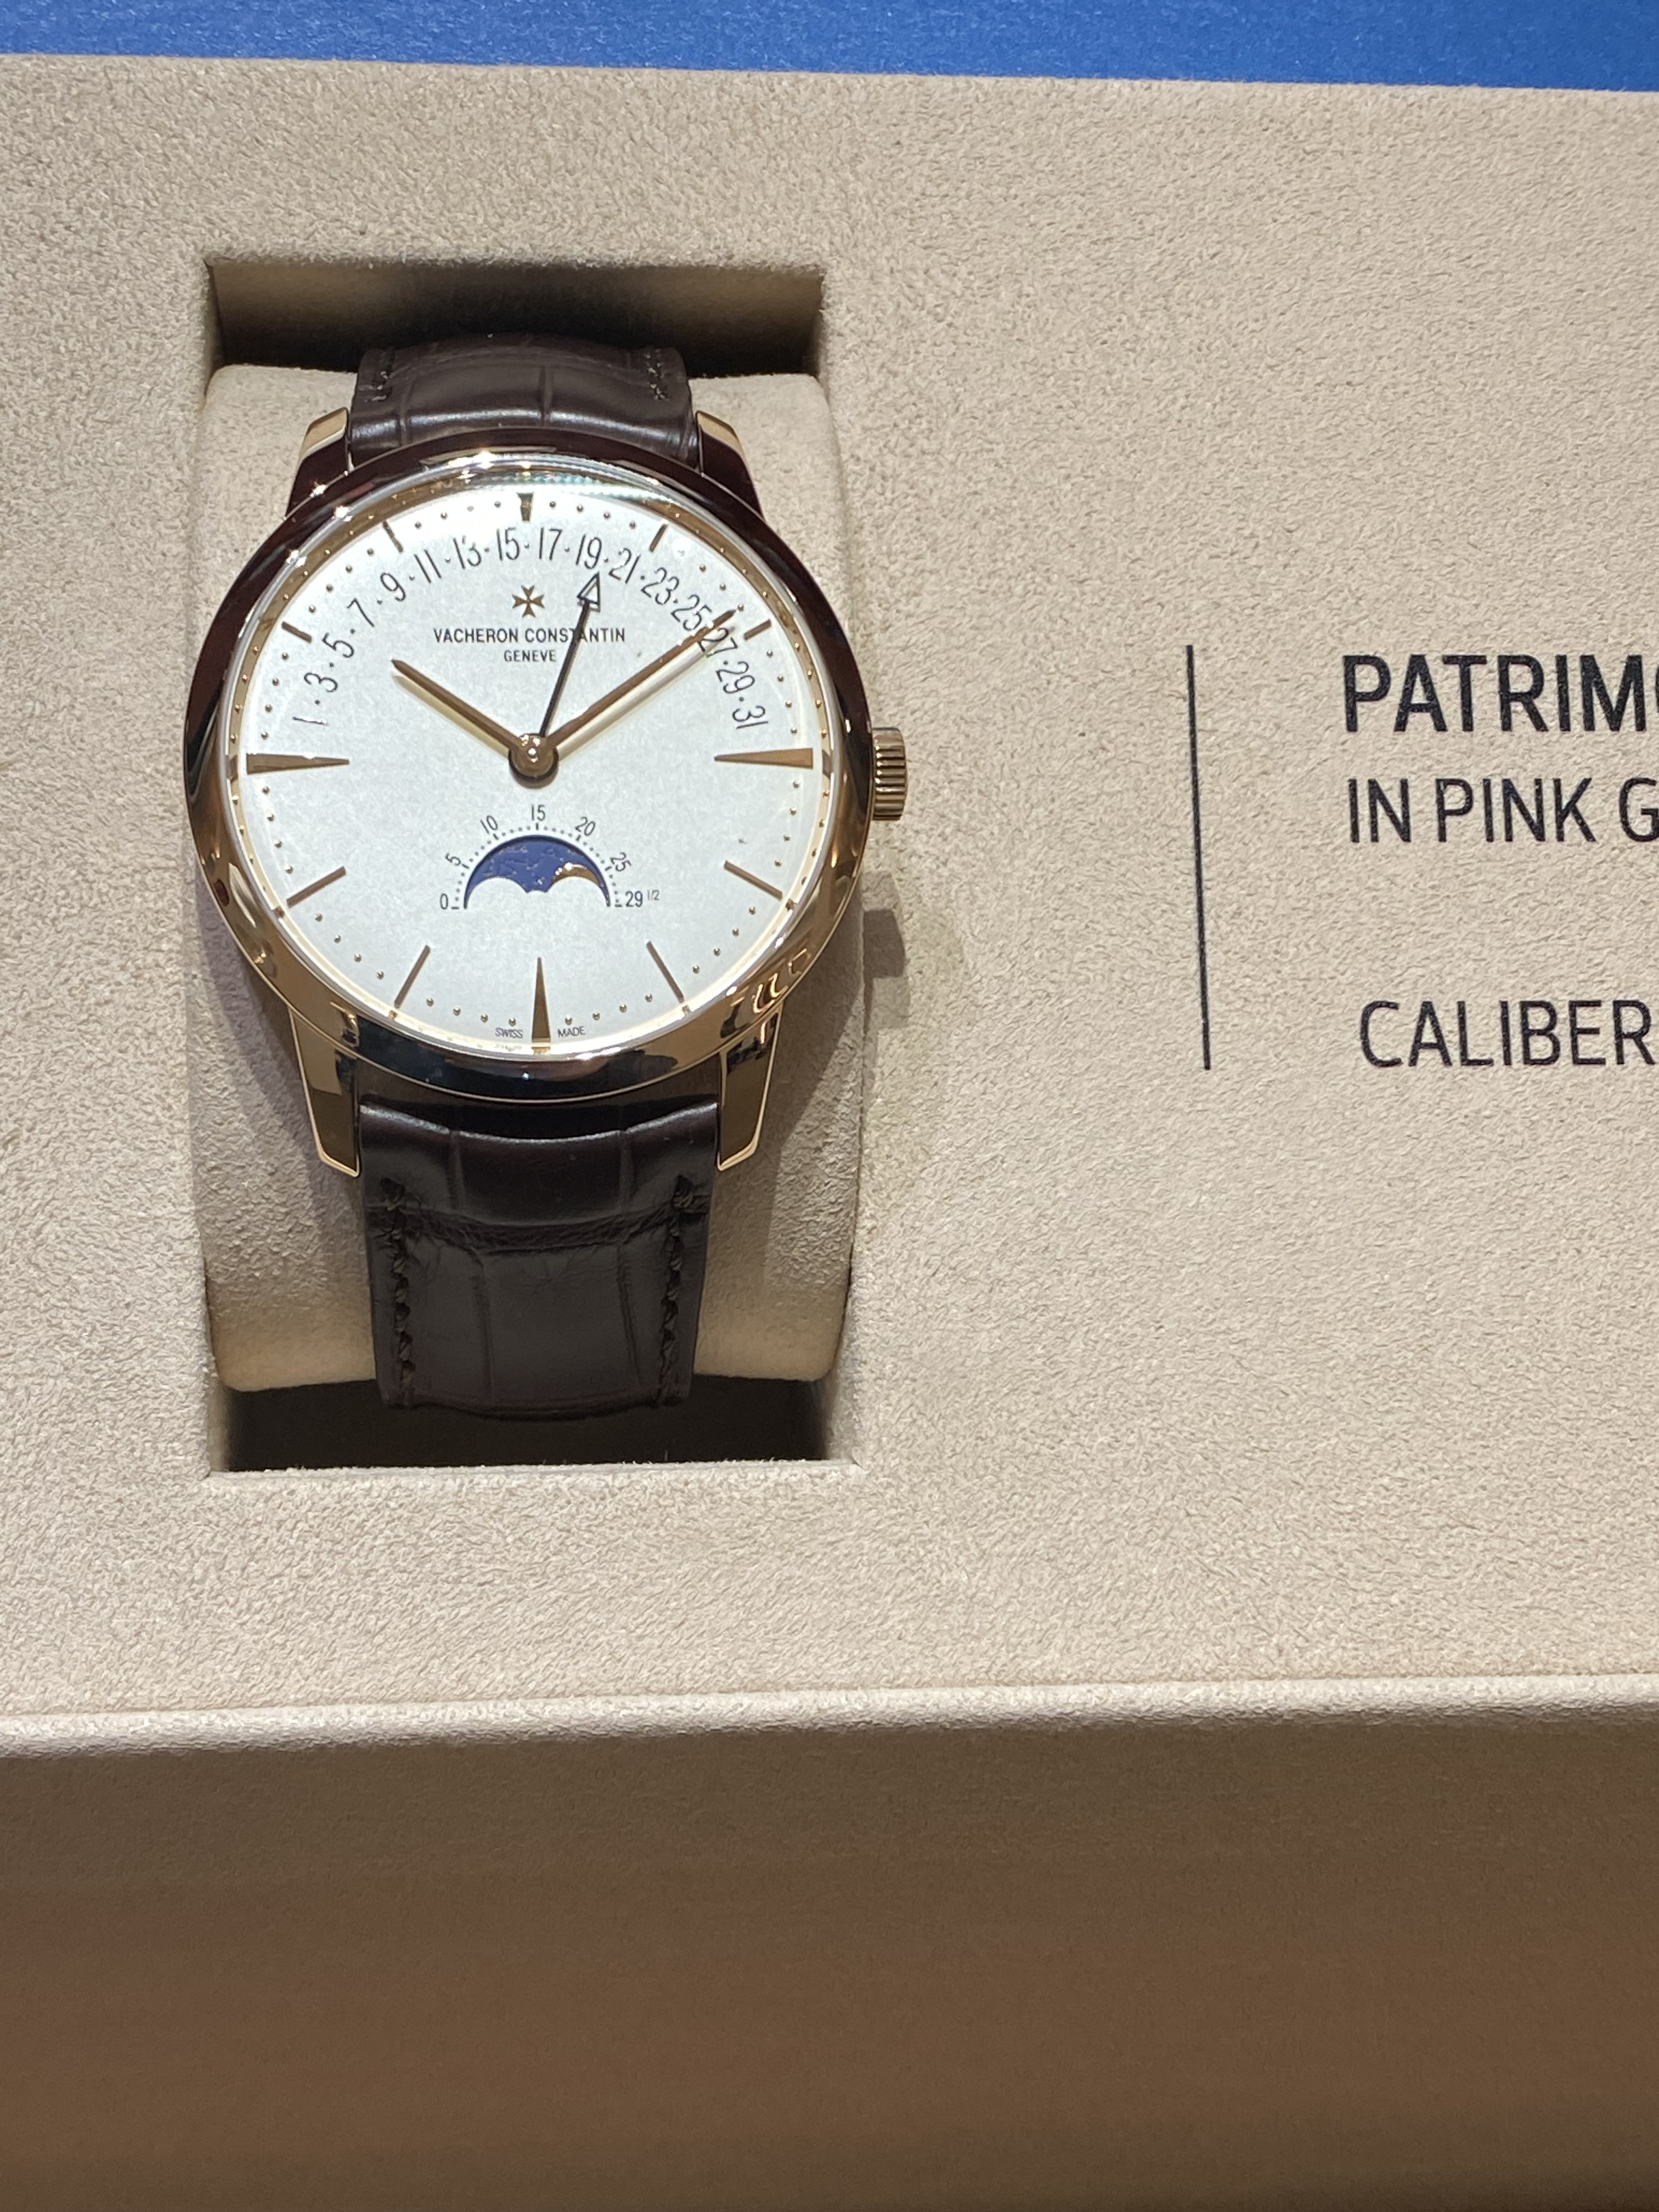 1 · 3 · 5 · 7 · 9 · 11 · 13 · 15 · 17 · 19 · 21 · 23 · 25 · 27 · 29 · 31
VACHERON CONSTANTIN
GENEVE
0 5 10 15 20 25 29 1/2
SWISS MADE
PATRIMO
IN PINK G
CALIBER